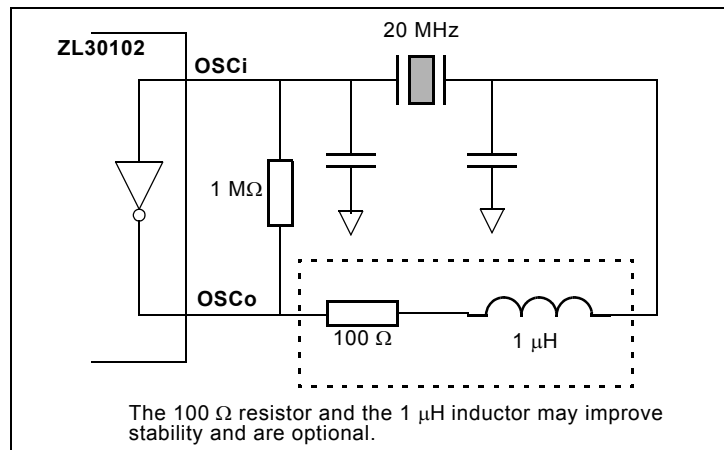 20 MHz
ZL30102
OSCi
1 MΩ
OSCo
100 Ω
1 µH
The 100 Ω resistor and the 1 µH inductor may improve
stability and are optional.